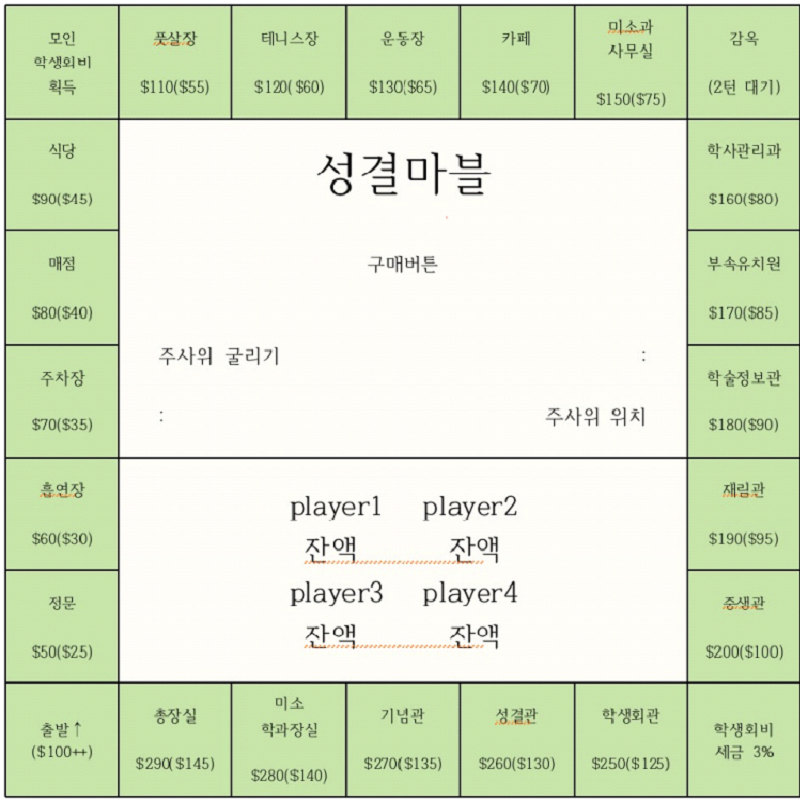 모인
학생회비
획득
풋살장
$110($55)
테니스장
$120( $60)
운동장
$130($65)
카페
$140($70)
미소과
사무실
$150($75)
감옥
(2턴 대기)
식당
$90($45)
학사관리과
$160($80)
성결마블
매점
$80($40)
구매버튼
부속유치원
$170($85)
주차장
$70($35)
주사위 굴리기
:
:
주사위 위치
학술정보관
$180($90)
흡연장
$60($30)
player1 player2
잔액 잔액
재림관
$190($95)
정문
$50($25)
player3 player4
잔액 잔액
중생관
$200($100)
출발↑
($100++)
총장실
$290($145)
미소
학과장실
$280($140)
기념관
$270($135)
성결관
$260($130)
학생회관
$250($125)
학생회비
세금 3%